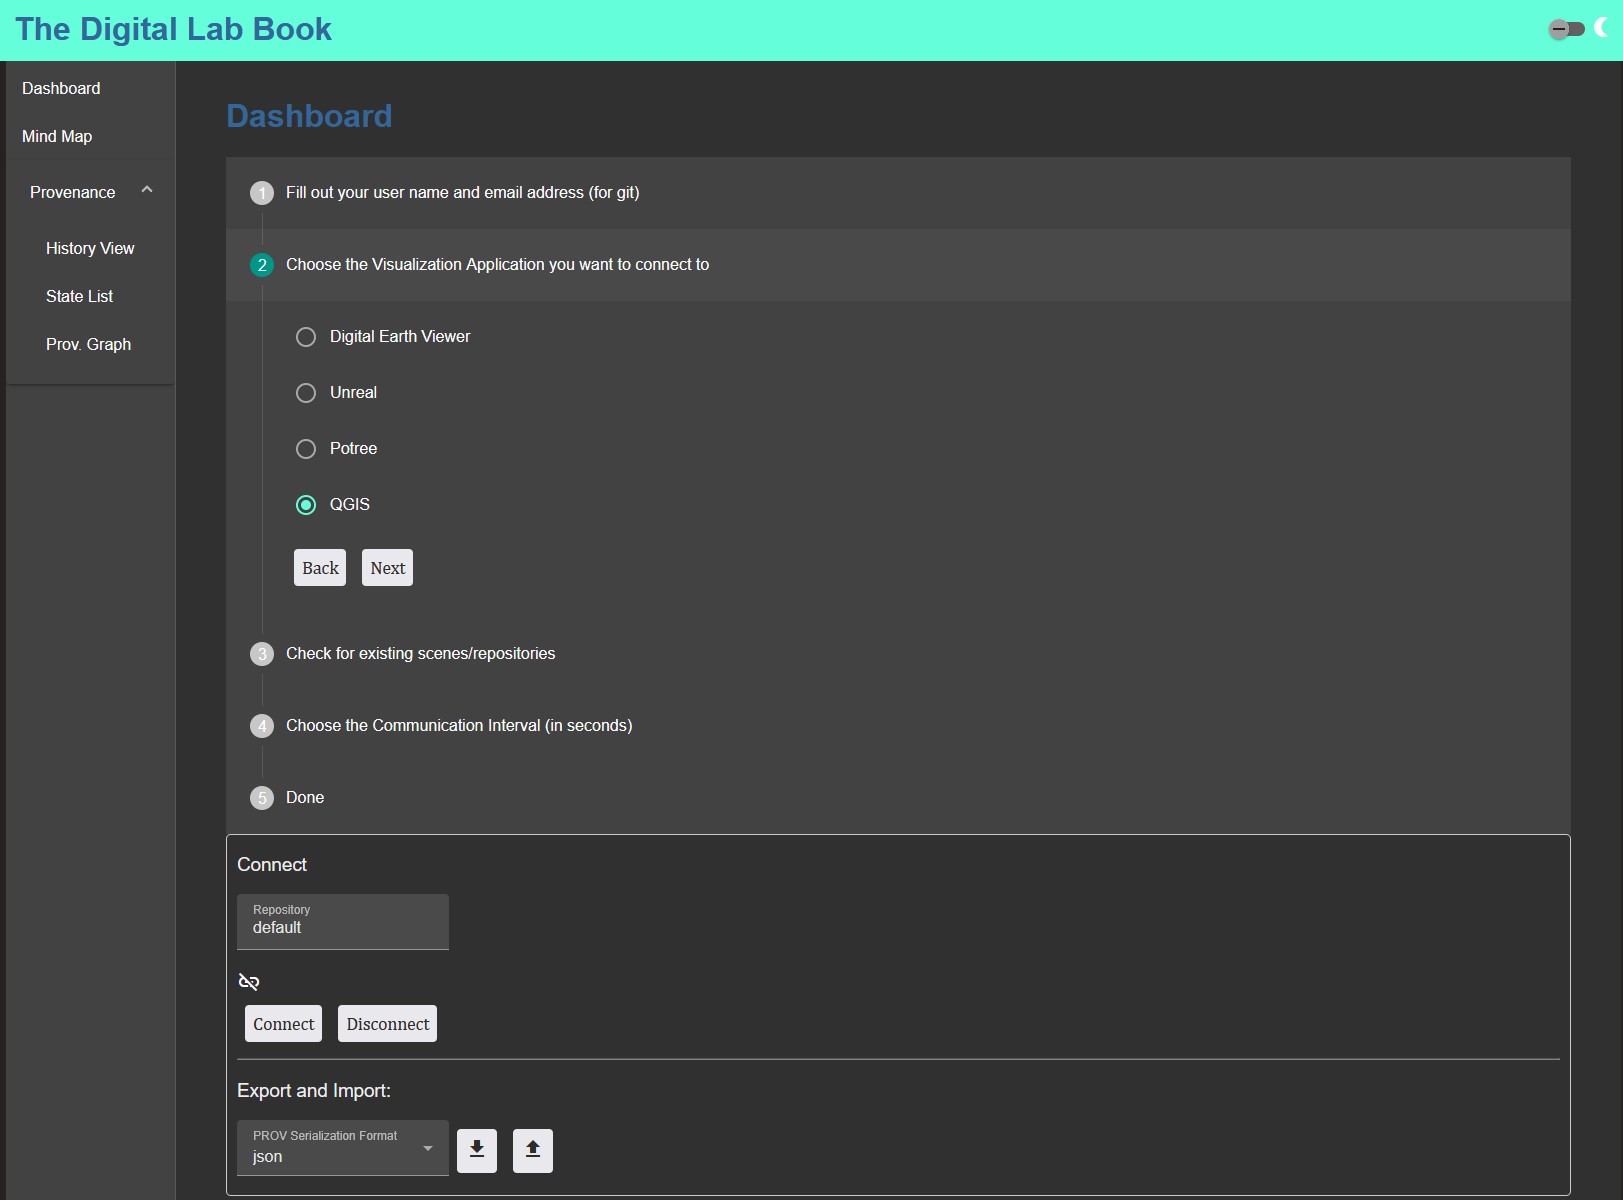 The Digital Lab Book
Dashboard
Mind Map
Provenance
History View
State List
Prov. Graph
Dashboard
1 Fill out your user name and email address (for git)
2 Choose the Visualization Application you want to connect to
Digital Earth Viewer
Unreal
Potree
QGIS
Back Next
3 Check for existing scenes/repositories
4 Choose the Communication Interval (in seconds)
5 Done
Connect
Repository
default
Connect Disconnect
Export and Import:
PROV Serialization Format
json